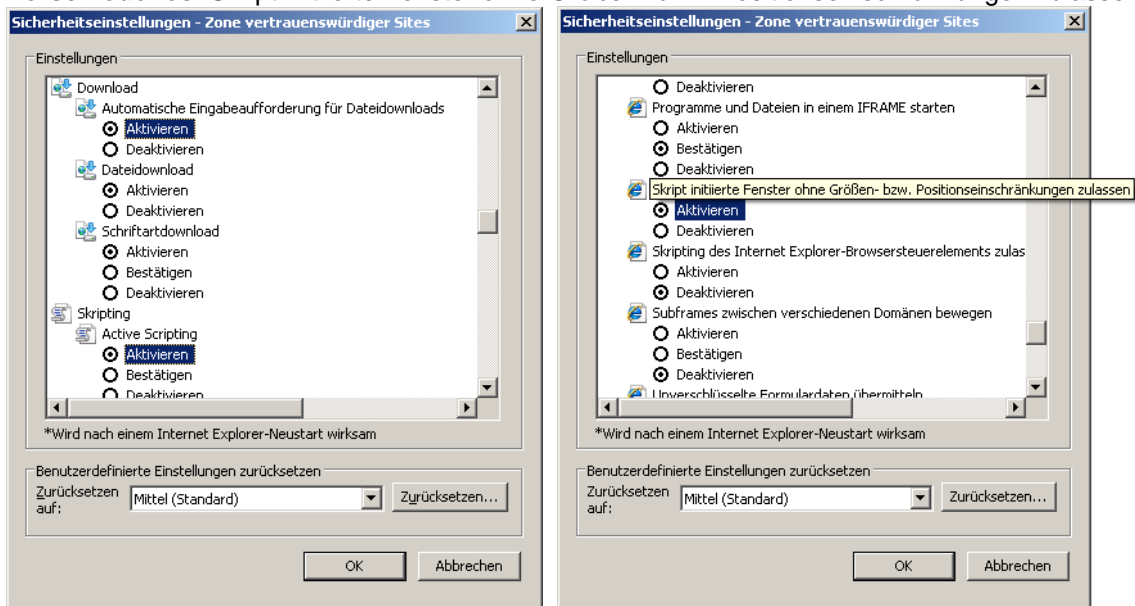 Sicherheitseinstellungen - Zone vertrauenswürdiger Sites
Einstellungen
Download
Automatische Eingabeaufforderung für Dateidownloads
Aktivieren
Deaktivieren
Dateidownload
Aktivieren
Deaktivieren
Schriftartdownload
Aktivieren
Bestätigen
Deaktivieren
Skripting
Active Scripting
Aktivieren
Bestätigen
Deaktivieren
*Wird nach einem Internet Explorer-Neustart wirksam
Benutzerdefinierte Einstellungen zurücksetzen
Zurücksetzen auf:
Mittel (Standard)
Zurücksetzen...
OK
Abbrechen
Sicherheitseinstellungen - Zone vertrauenswürdiger Sites
Einstellungen
Deaktivieren
Programme und Dateien in einem IFRAME starten
Aktivieren
Bestätigen
Deaktivieren
Skript initiierte Fenster ohne Größen- bzw. Positionseinschränkungen zulassen
Aktivieren
Deaktivieren
Skripting des Internet Explorer-Browsersteuerelements zulas
Aktivieren
Deaktivieren
Subframes zwischen verschiedenen Domänen bewegen
Aktivieren
Bestätigen
Deaktivieren
Unverschlüsselte Formulardaten übermitteln
*Wird nach einem Internet Explorer-Neustart wirksam
Benutzerdefinierte Einstellungen zurücksetzen
Zurücksetzen auf:
Mittel (Standard)
Zurücksetzen...
OK
Abbrechen